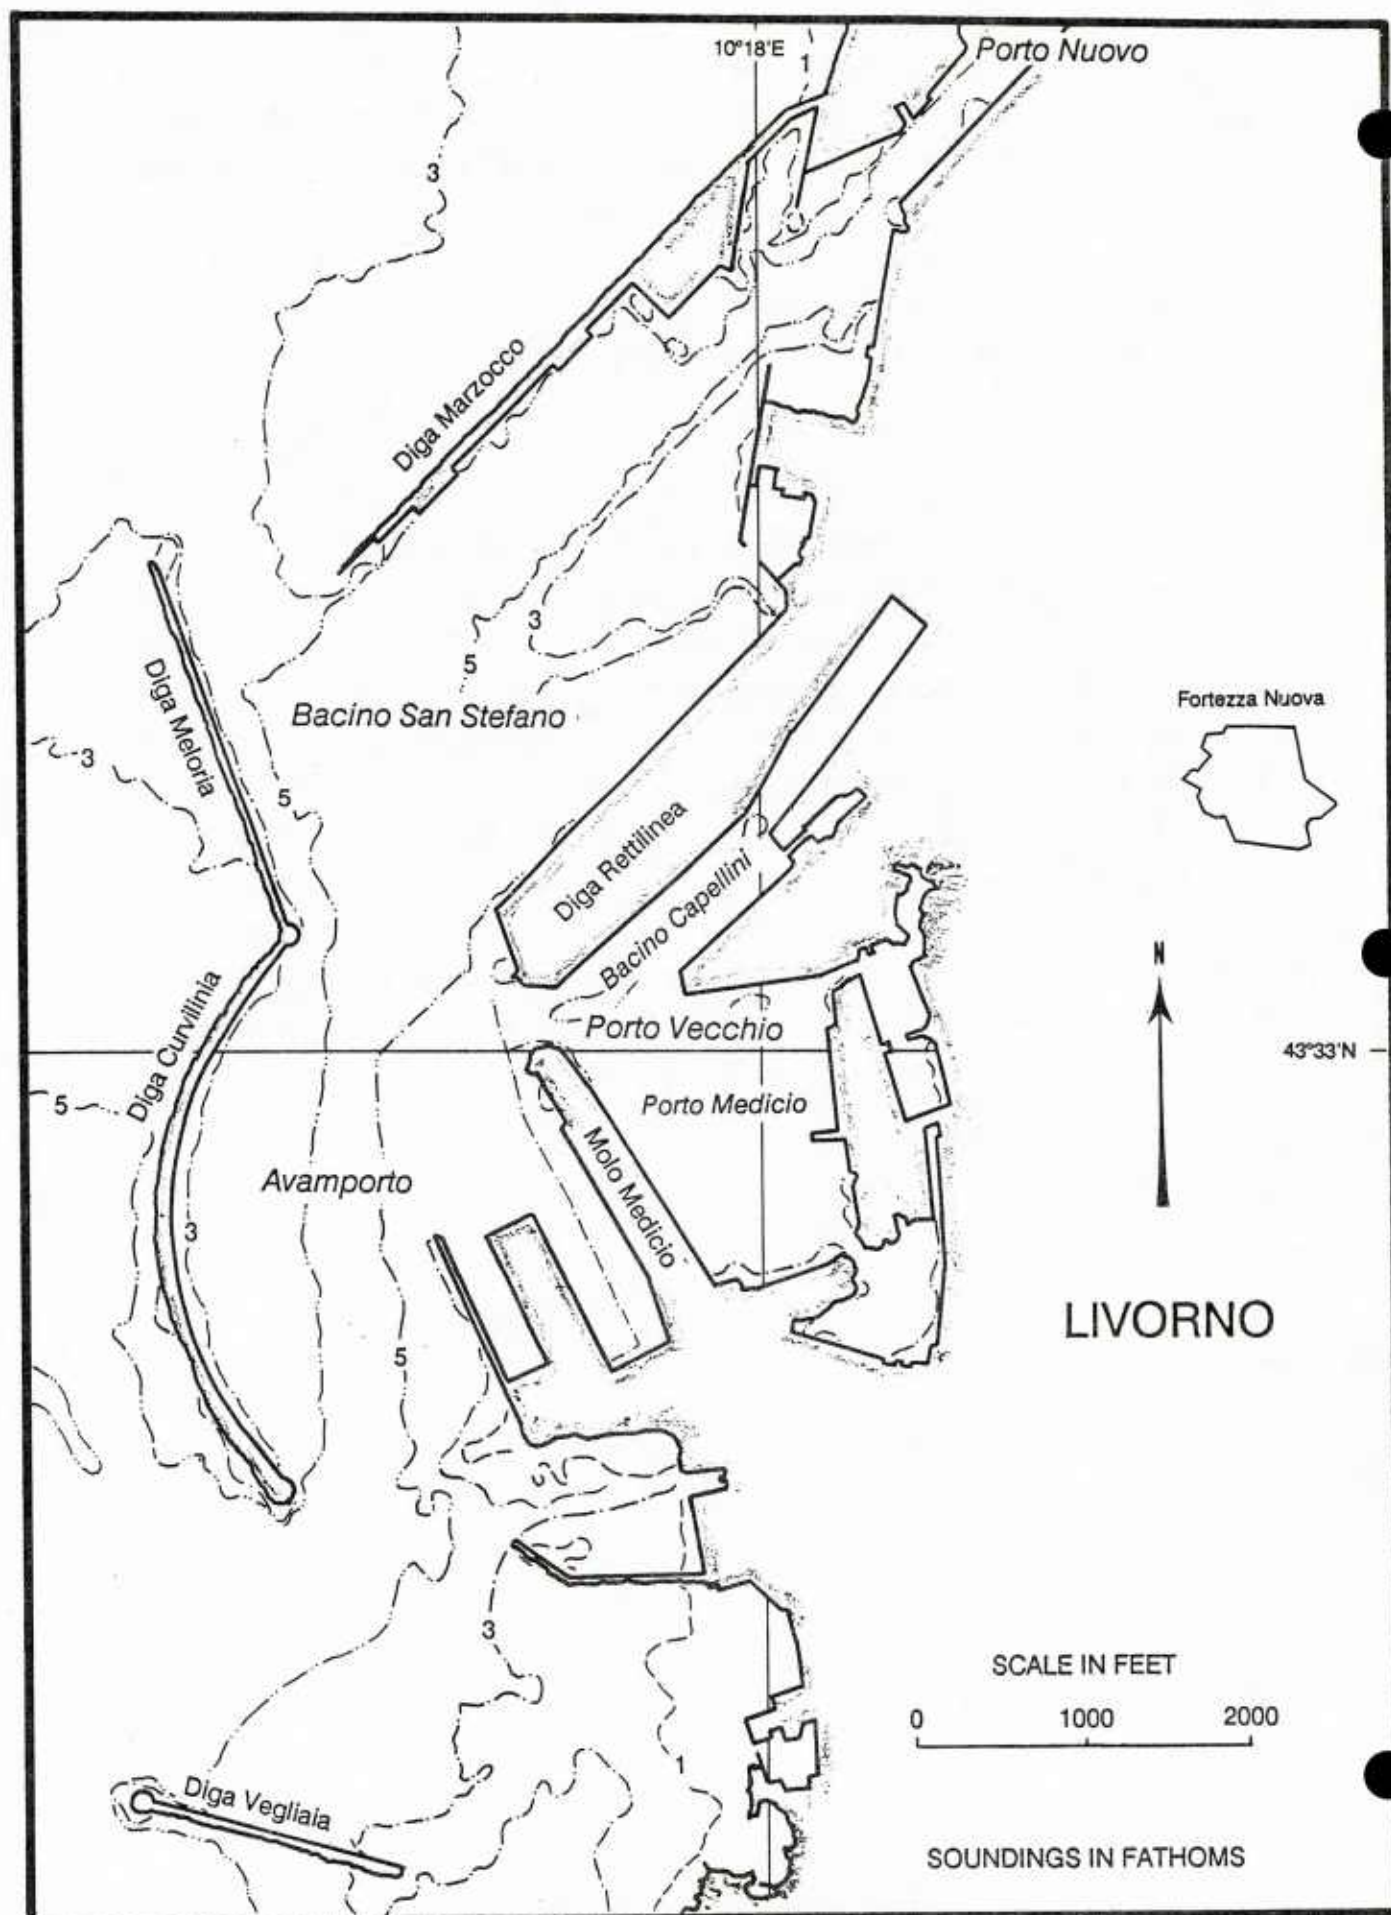 10°18'E
Porto Nuovo
1
3
Diga Marzocco
3
5
Diga Meloria
Bacino San Stefano
Fortezza Nuova
3
5
Diga Rettilinea
Bacino Capellini
N
Diga Curvilinia
Porto Vecchio
43°33'N
5
Porto Medicio
Molo Medicio
Avamporto
3
LIVORNO
5
3
SCALE IN FEET
0 1000 2000
1
Diga Vegliaia
SOUNDINGS IN FATHOMS